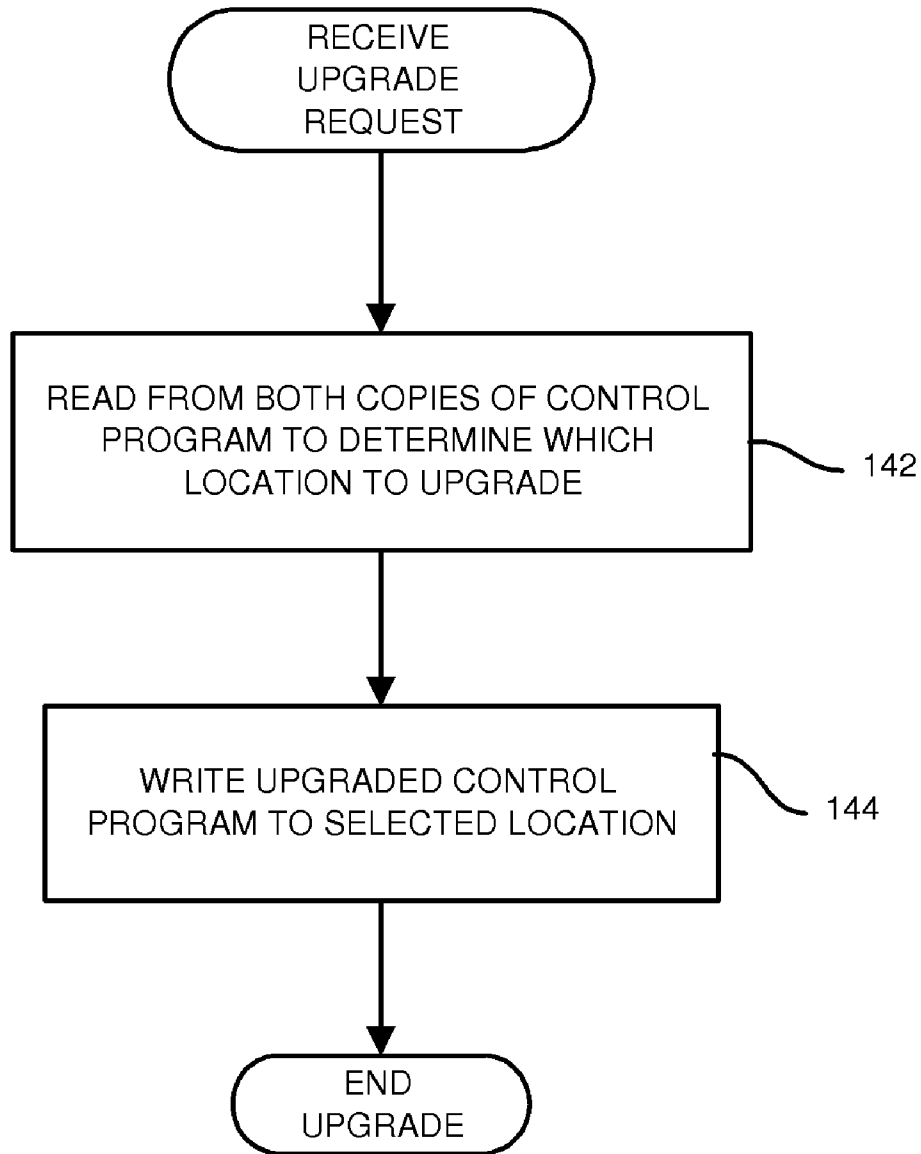 RECEIVE
UPGRADE
REQUEST
READ FROM BOTH COPIES OF CONTROL
PROGRAM TO DETERMINE WHICH
LOCATION TO UPGRADE
142
WRITE UPGRADED CONTROL
PROGRAM TO SELECTED LOCATION
144
END
UPGRADE